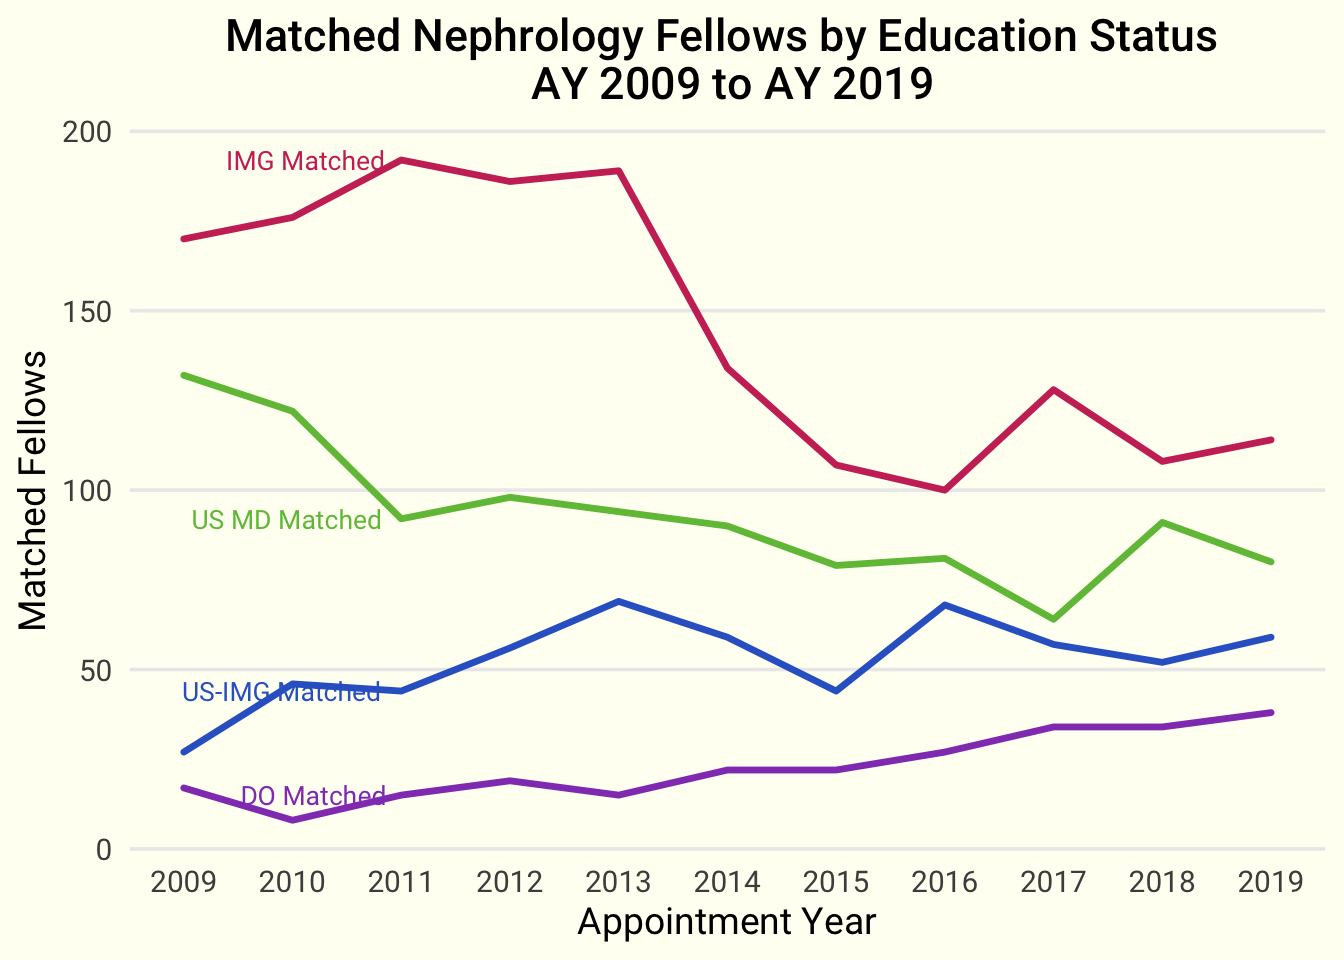 Matched Nephrology Fellows by Education Status
AY 2009 to AY 2019
200
IMG Matched
150
Matched Fellows
100
US MD Matched
50
US-IMG Matched
DO Matched
0
2009 2010 2011 2012 2013 2014 2015 2016 2017 2018 2019
Appointment Year